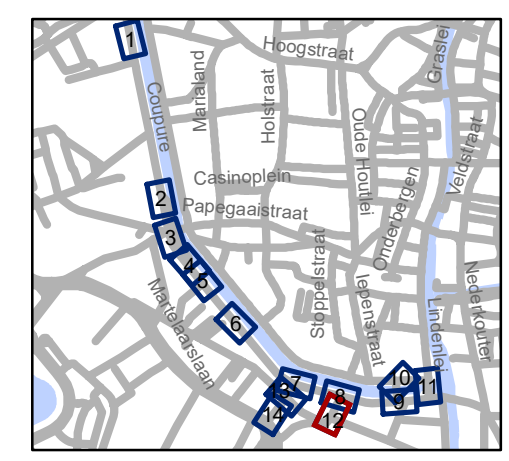 1
Hoogstraat
Graslei
Coupure
Marialand
Holstraat
Oude Houtlei
Veldstraat
Casinoplein
Papegaaistraat
Onderbergen
2
3
4
5
6
Stoppelstraat
Iepenstraat
Nederkouter
Lindenlei
Martelaarslaan
7
8
9
10
11
12
13
14